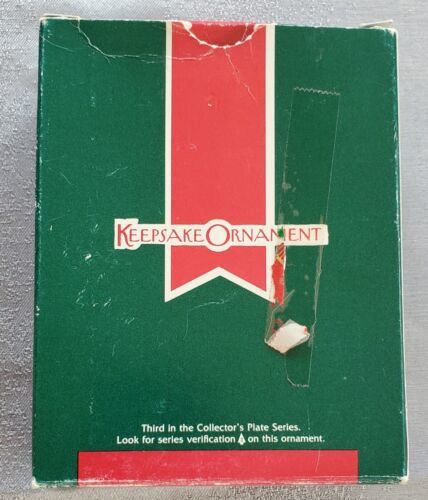 KEEPSAKE ORNAMENT
Third in the Collector's Plate Series.
Look for series verification on this ornament.